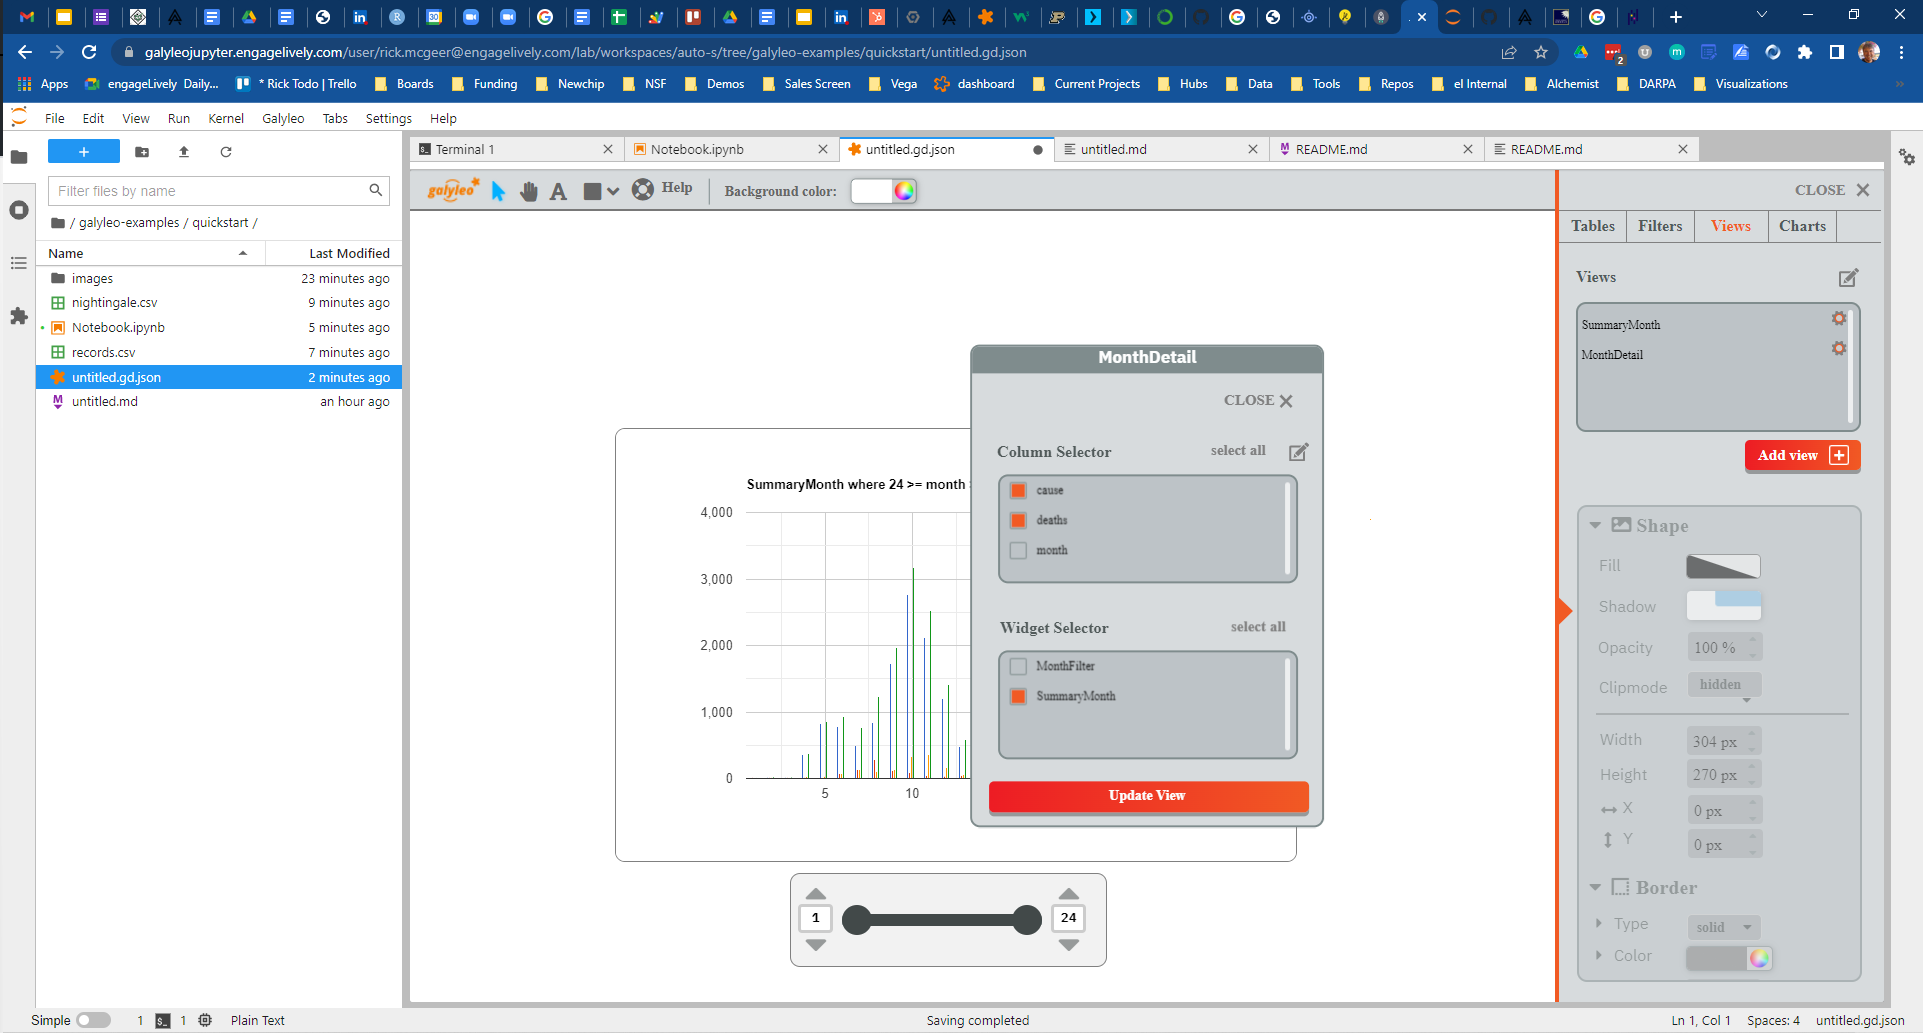 galyleojupyter.engagelively.com/user/rick.mcgeer@engagelively.com/lab/workspaces/auto-s/tree/galyleo-examples/quickstart/untitled.gd.json
Apps engageLively Daily... * Rick Todo | Trello Boards Funding Newchip NSF Demos Sales Screen Vega dashboard Current Projects Hubs Data Tools Repos el Internal Alchemist DARPA Visualizations »
File Edit View Run Kernel Galyleo Tabs Settings Help
Terminal 1 Notebook.ipynb untitled.gd.json untitled.md README.md README.md
Filter files by name
/ galyleo-examples / quickstart /
Name Last Modified
images 23 minutes ago
nightingale.csv 9 minutes ago
Notebook.ipynb 5 minutes ago
records.csv 7 minutes ago
untitled.gd.json 2 minutes ago
untitled.md an hour ago
galyleo A Help Background color:
SummaryMonth where 24 >= month
4,000
3,000
2,000
1,000
0
5 10
MonthDetail
CLOSE
Column Selector select all
cause
deaths
month
Widget Selector select all
MonthFilter
SummaryMonth
Update View
1 24
CLOSE
Tables Filters Views Charts
Views
SummaryMonth
MonthDetail
Add view
Shape
Fill
Shadow
Opacity 100 %
Clipmode hidden
Width 304 px
Height 270 px
X 0 px
Y 0 px
Border
Type solid
Color
Simple 1 1 Plain Text Saving completed Ln 1, Col 1 Spaces: 4 untitled.gd.json